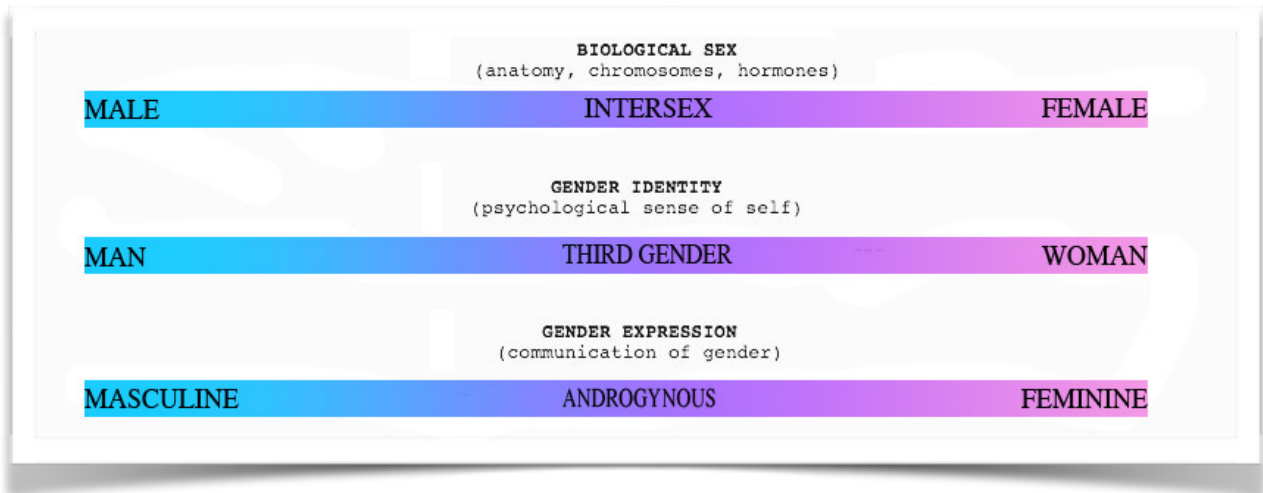 BIOLOGICAL SEX
(anatomy, chromosomes, hormones)
MALE INTERSEX FEMALE
GENDER IDENTITY
(psychological sense of self)
MAN THIRD GENDER WOMAN
GENDER EXPRESSION
(communication of gender)
MASCULINE ANDROGYNOUS FEMININE